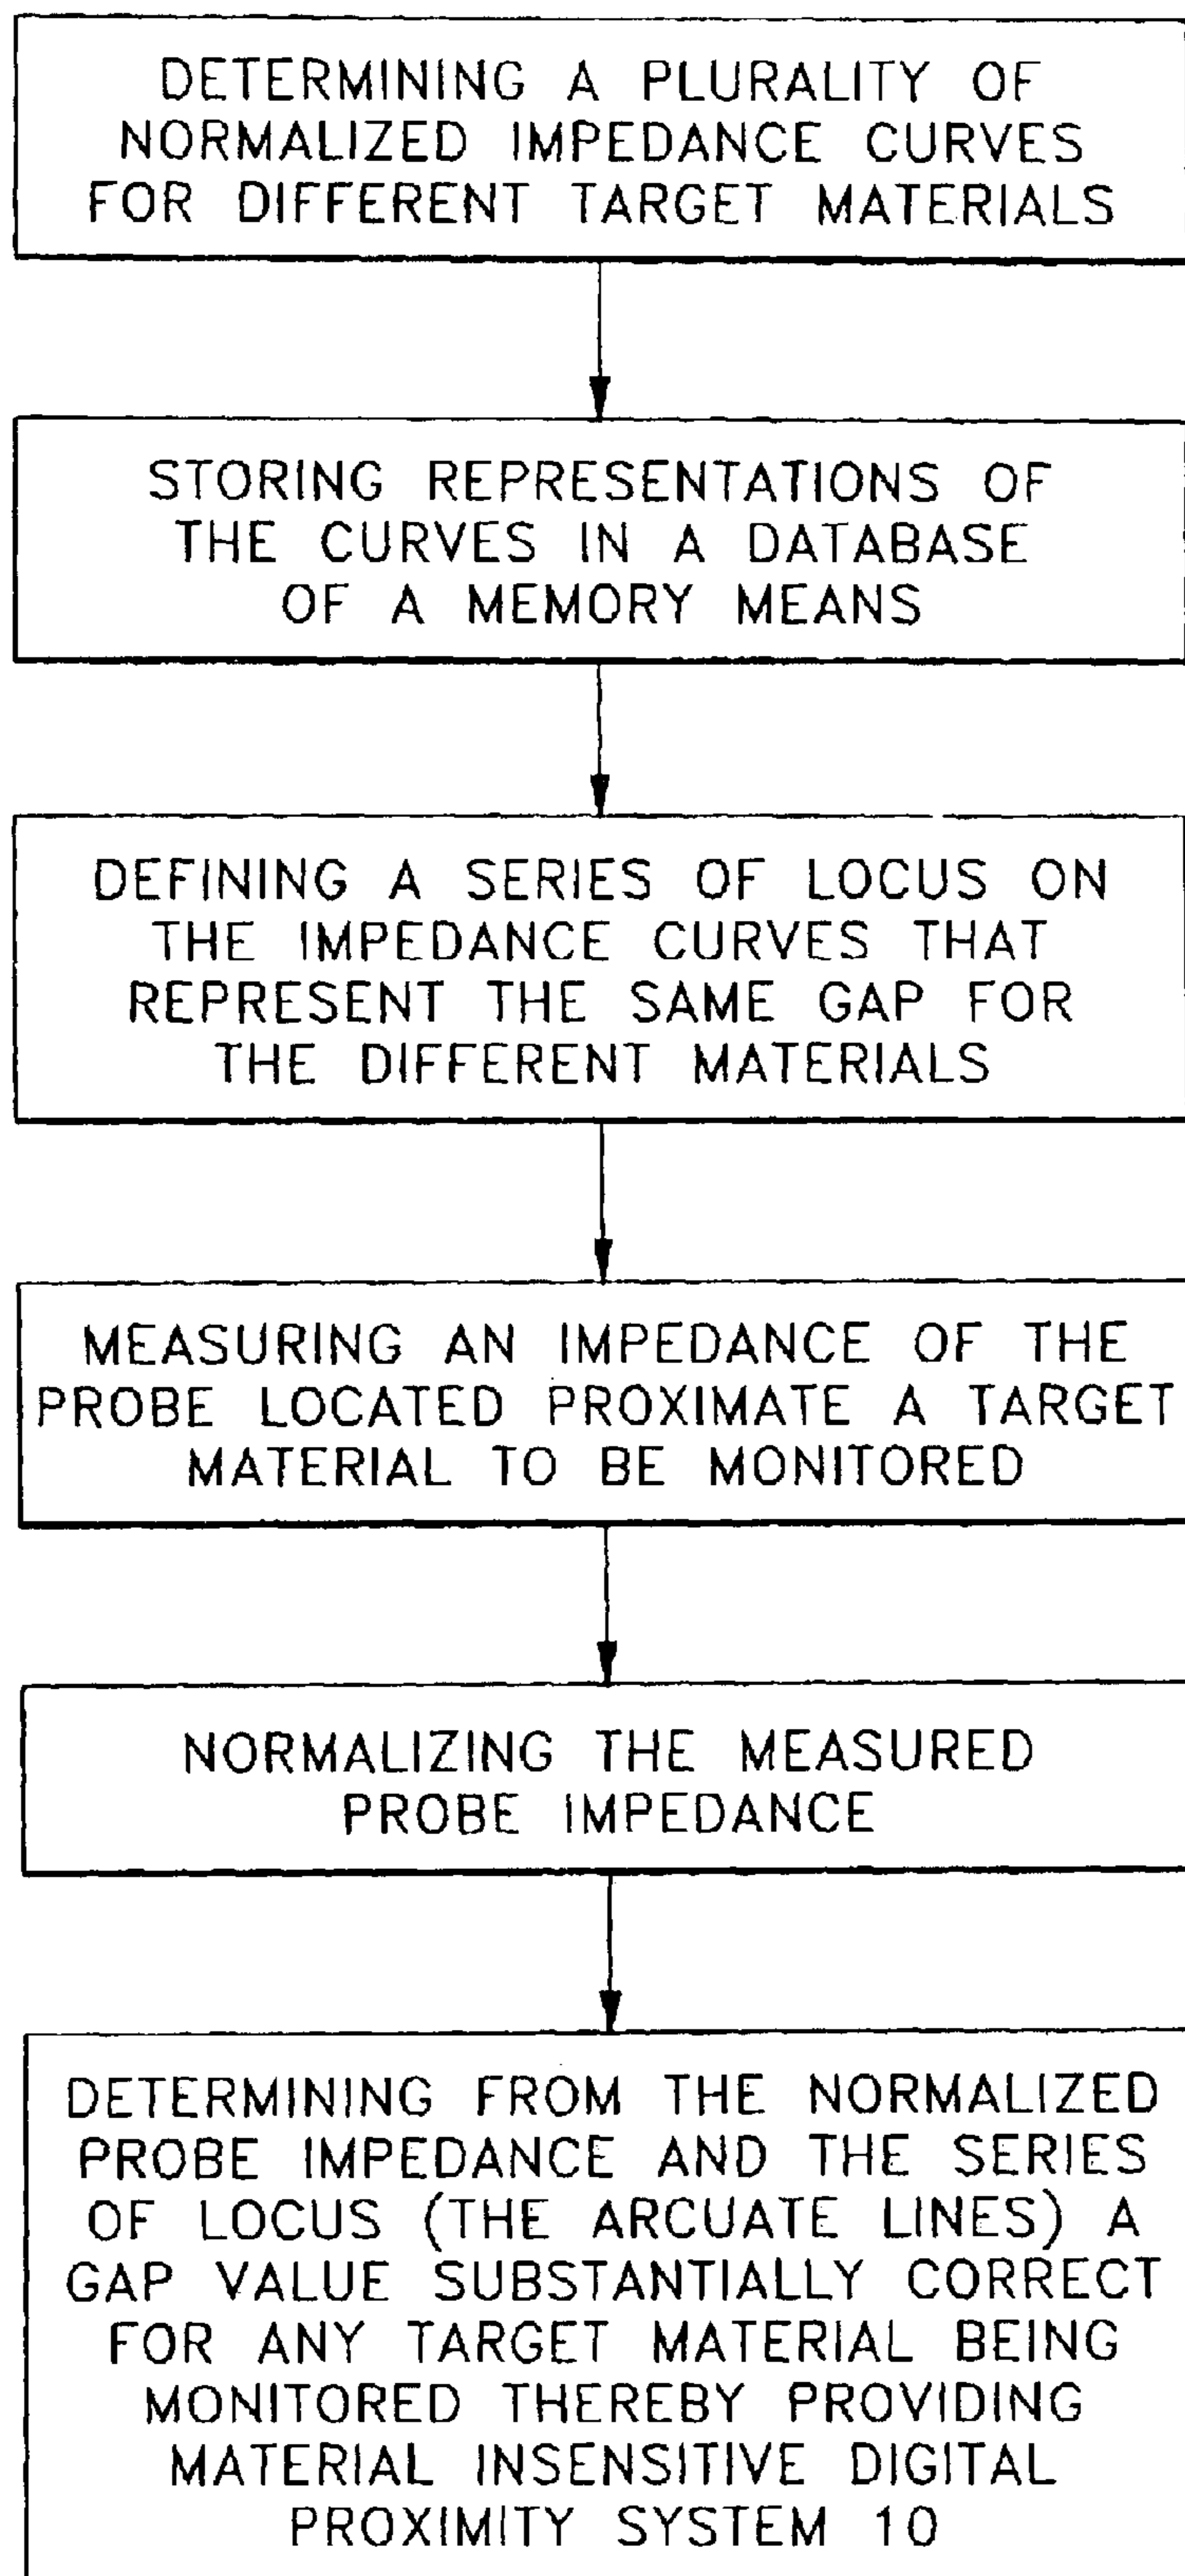 DETERMINING A PLURALITY OF
NORMALIZED IMPEDANCE CURVES
FOR DIFFERENT TARGET MATERIALS
STORING REPRESENTATIONS OF
THE CURVES IN A DATABASE
OF A MEMORY MEANS
DEFINING A SERIES OF LOCUS ON
THE IMPEDANCE CURVES THAT
REPRESENT THE SAME GAP FOR
THE DIFFERENT MATERIALS
MEASURING AN IMPEDANCE OF THE
PROBE LOCATED PROXIMATE A TARGET
MATERIAL TO BE MONITORED
NORMALIZING THE MEASURED
PROBE IMPEDANCE
DETERMINING FROM THE NORMALIZED
PROBE IMPEDANCE AND THE SERIES
OF LOCUS (THE ARCUATE LINES) A
GAP VALUE SUBSTANTIALLY CORRECT
FOR ANY TARGET MATERIAL BEING
MONITORED THEREBY PROVIDING
MATERIAL INSENSITIVE DIGITAL
PROXIMITY SYSTEM 10